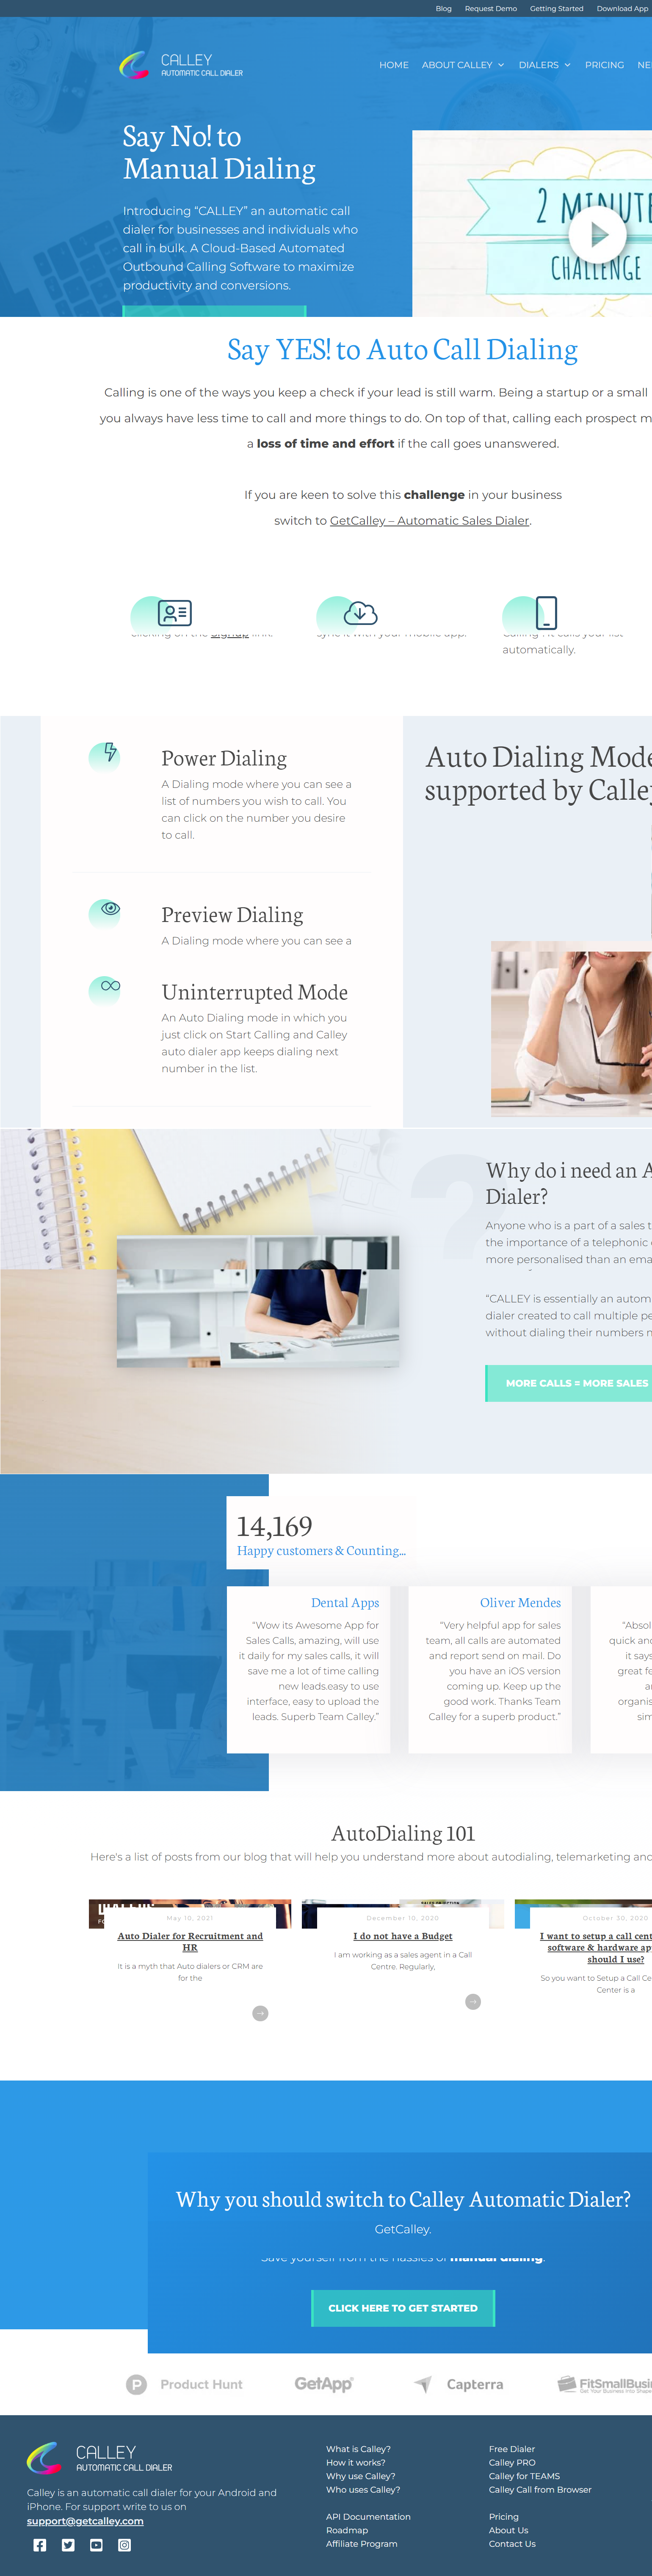 Blog Request Demo Getting Started Download App
CALLEY
AUTOMATIC CALL DIALER
HOME ABOUT CALLEY DIALERS PRICING
Say No! to
Manual Dialing
Introducing “CALLEY” an automatic call
dialer for businesses and individuals who
call in bulk. A Cloud-Based Automated
Outbound Calling Software to maximize
productivity and conversions.
2 MINUTE
CHALLENGE
Say YES! to Auto Call Dialing
Calling is one of the ways you keep a check if your lead is still warm. Being a startup or a small
you always have less time to call and more things to do. On top of that, calling each prospect
a loss of time and effort if the call goes unanswered.
If you are keen to solve this challenge in your business
switch to GetCalley – Automatic Sales Dialer.
automatically.
Power Dialing
A Dialing mode where you can see a
list of numbers you wish to call. You
can click on the number you desire
to call.
Preview Dialing
A Dialing mode where you can see a
Uninterrupted Mode
An Auto Dialing mode in which you
just click on Start Calling and Calley
auto dialer app keeps dialing next
number in the list.
Auto Dialing Mode
supported by Calley
Why do i need an A
Dialer?
Anyone who is a part of a sales t
the importance of a telephonic
more personalised than an ema
“CALLEY is essentially an autom
dialer created to call multiple pe
without dialing their numbers
MORE CALLS = MORE SALES
14,169
Happy customers & Counting...
Dental Apps
“Wow its Awesome App for
Sales Calls, amazing, will use
it daily for my sales calls, it will
save me a lot of time calling
new leads.easy to use
interface, easy to upload the
leads. Superb Team Calley.”
Oliver Mendes
“Very helpful app for sales
team, all calls are automated
and report send on mail. Do
you have an iOS version
coming up. Keep up the
good work. Thanks Team
Calley for a superb product.”
“Absol
quick and
it says
great fe
organis
sim
AutoDialing 101
Here's a list of posts from our blog that will help you understand more about autodialing, telemarketing and
May 10, 2021
Auto Dialer for Recruitment and
HR
It is a myth that Auto dialers or CRM are
for the
December 10, 2020
I do not have a Budget
I am working as a sales agent in a Call
Centre. Regularly,
October 30, 2020
I want to setup a call cent
software & hardware ap
should I use?
So you want to Setup a Call Ce
Center is a
Why you should switch to Calley Automatic Dialer?
GetCalley.
Save yourself from the hassles of manual dialing.
CLICK HERE TO GET STARTED
P Product Hunt GetApp Capterra FitSmallBusin
Get Your Business Into Shape
CALLEY
AUTOMATIC CALL DIALER
Calley is an automatic call dialer for your Android and
iPhone. For support write to us on
support@getcalley.com
What is Calley?
How it works?
Why use Calley?
Who uses Calley?
API Documentation
Roadmap
Affiliate Program
Free Dialer
Calley PRO
Calley for TEAMS
Calley Call from Browser
Pricing
About Us
Contact Us